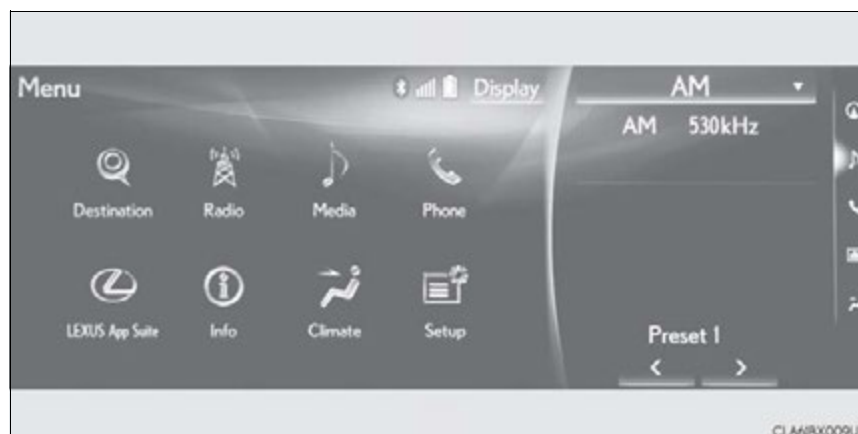 Menu
Display
AM
AM 530kHz
Destination
Radio
Media
Phone
LEXUS App Suite
Info
Climate
Setup
Preset 1
< >